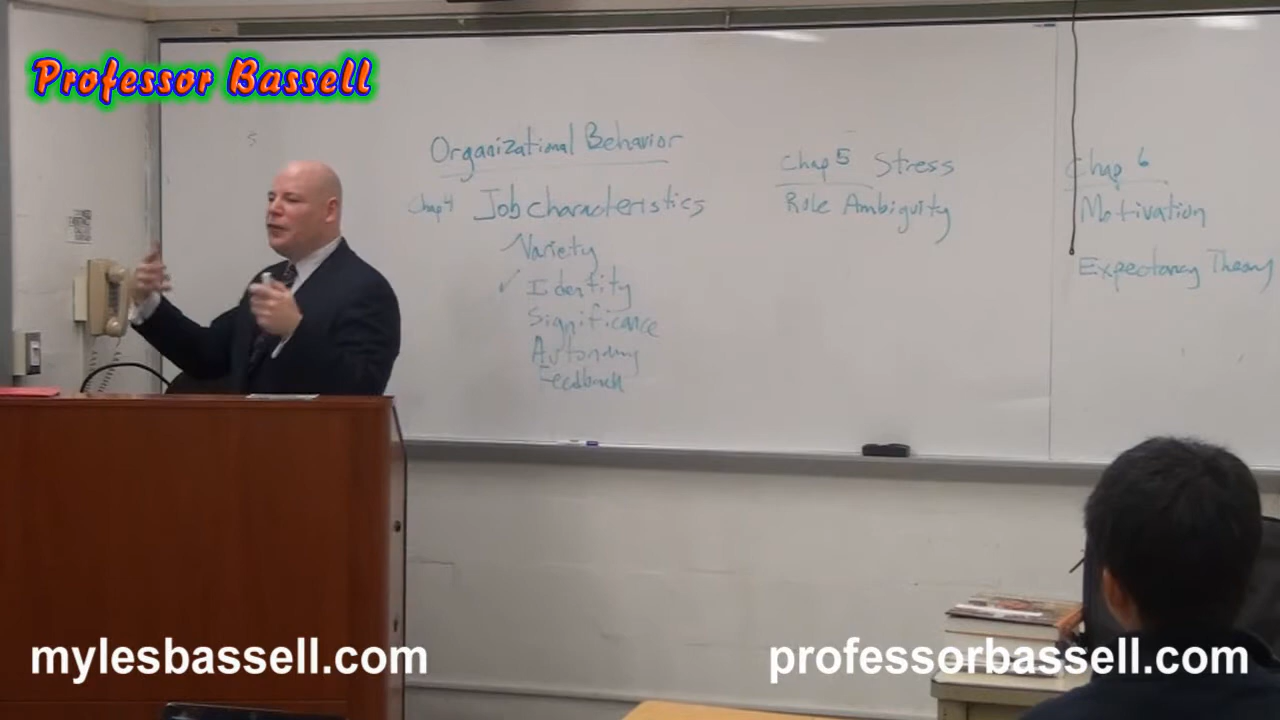 Professor Bassell
5
Organizational Behavior
Chap 4 Job characteristics
Variety
✓ Identity
Significance
Autonomy
Feedback
Chap 5 Stress
Role Ambiguity
Chap 6
Motivation
Expectancy Theory
mylesbassell.com
professorbassell.com